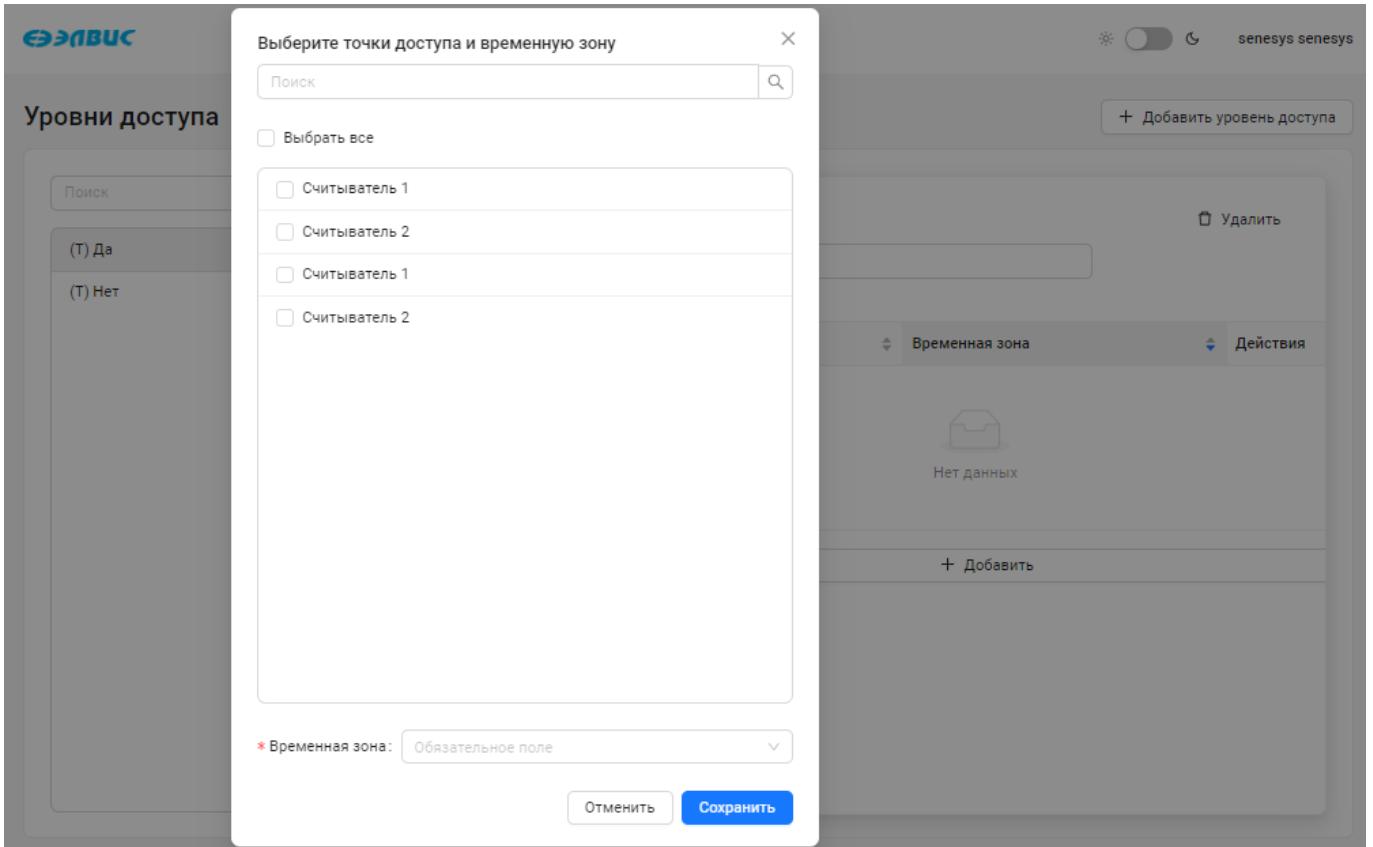 ЭЛВИС
senesys senesys
Уровни доступа
+ Добавить уровень доступа
Поиск
(Т) Да
(Т) Нет
Удалить
Временная зона
Действия
Нет данных
+ Добавить
Выберите точки доступа и временную зону
Поиск
Выбрать все
Считыватель 1
Считыватель 2
Считыватель 1
Считыватель 2
* Временная зона:
Обязательное поле
Отменить
Сохранить